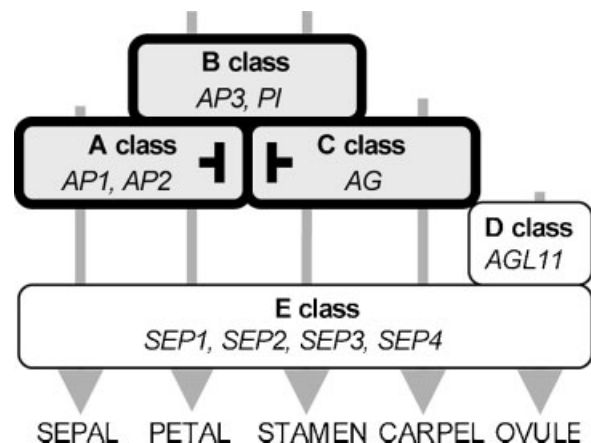 B class
AP3, PI
A class
AP1, AP2
C class
AG
D class
AGL11
E class
SEP1, SEP2, SEP3, SEP4
SEPAL PETAL STAMEN CARPEL OVULE